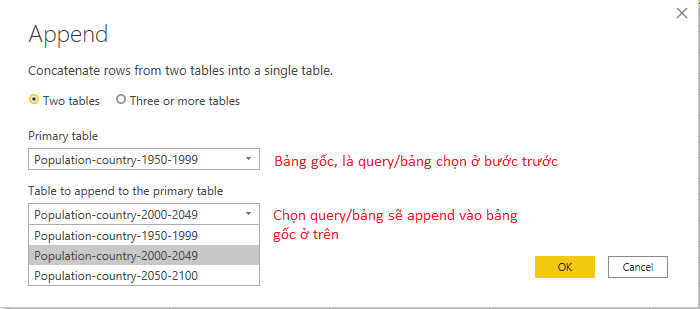 Append
Concatenate rows from two tables into a single table.
Two tables Three or more tables
Primary table
Population-country-1950-1999
Bảng gốc, là query/bảng chọn ở bước trước
Table to append to the primary table
Population-country-2000-2049
Chọn query/bảng sẽ append vào bảng
gốc ở trên
Population-country-1950-1999
Population-country-2000-2049
Population-country-2050-2100
OK Cancel